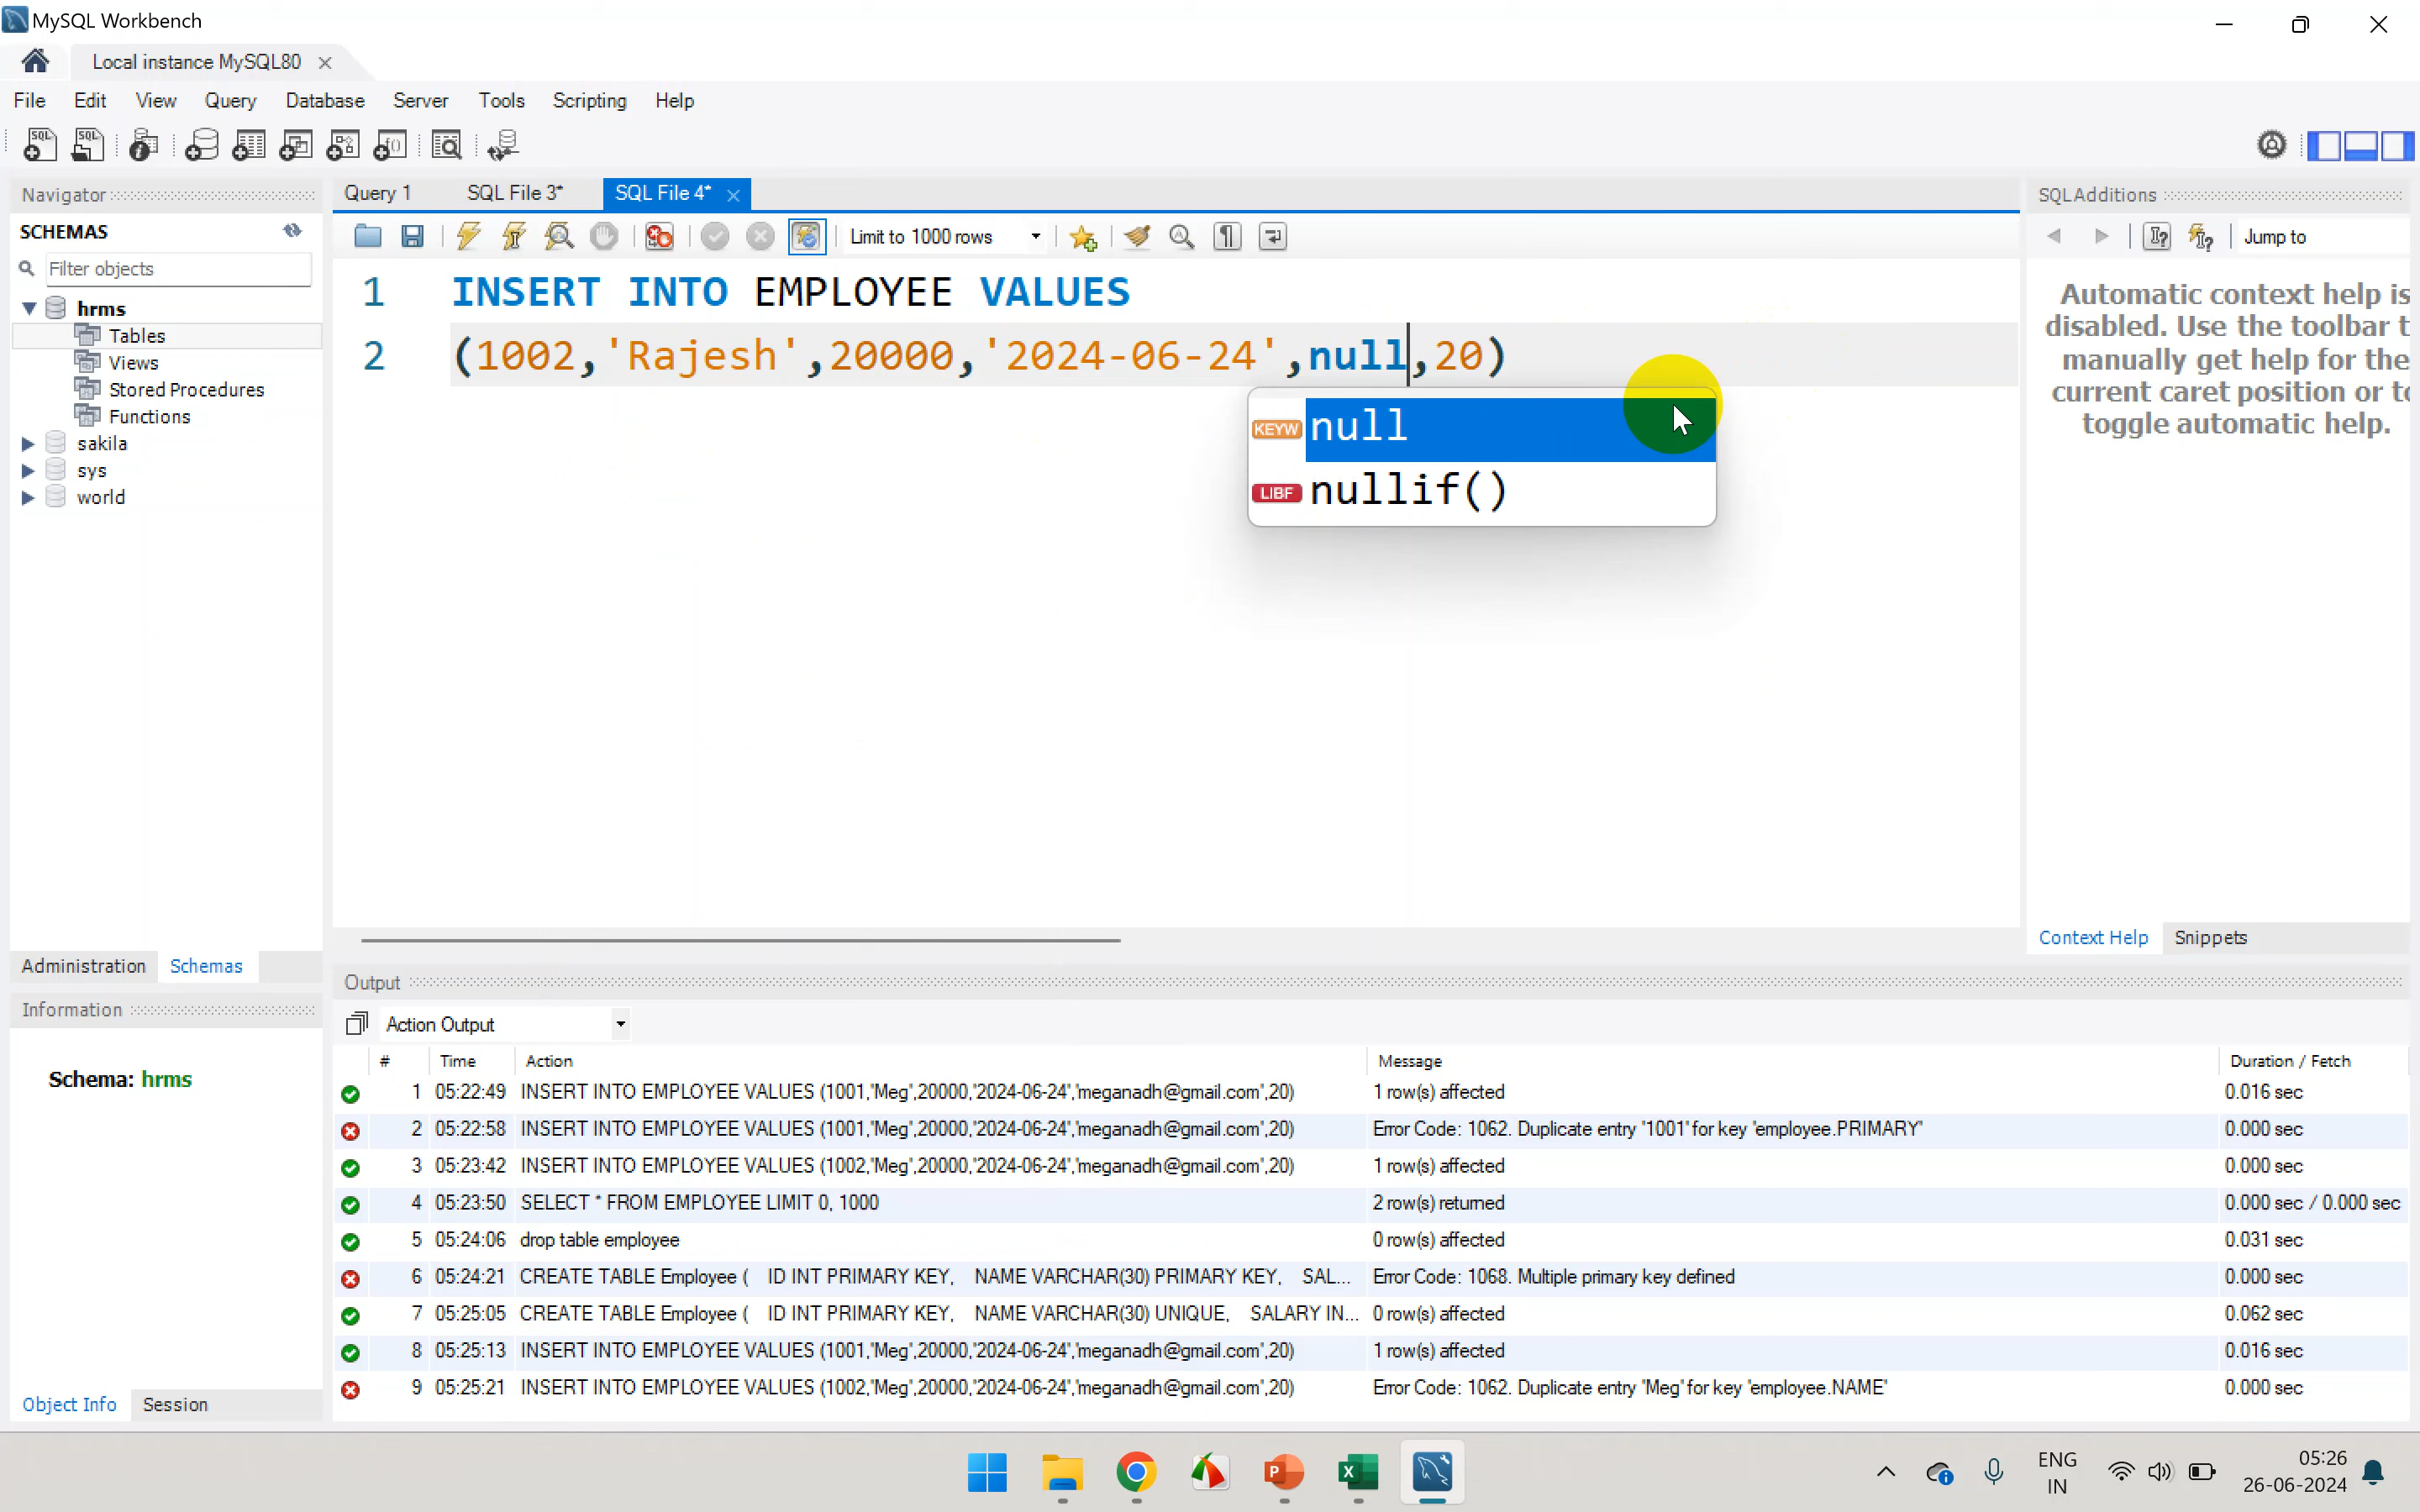 MySQL Workbench
Local instance MySQL80
File Edit View Query Database Server Tools Scripting Help
Navigator
Query 1 SQL File 3* SQL File 4*
SQLAdditions
SCHEMAS
Limit to 1000 rows
Jump to
Filter objects
hrms
Tables
Views
Stored Procedures
Functions
sakila
sys
world
1 INSERT INTO EMPLOYEE VALUES
2 (1002,'Rajesh',20000,'2024-06-24',null,20)
KEYW null
LIBF nullif()
Automatic context help is
disabled. Use the toolbar t
manually get help for the
current caret position or to
toggle automatic help.
Context Help Snippets
Administration Schemas
Information
Schema: hrms
Object Info Session
Output
Action Output
# Time Action Message Duration / Fetch
1 05:22:49 INSERT INTO EMPLOYEE VALUES (1001,'Meg',20000,'2024-06-24','meganadh@gmail.com',20) 1 row(s) affected 0.016 sec
2 05:22:58 INSERT INTO EMPLOYEE VALUES (1001,'Meg',20000,'2024-06-24','meganadh@gmail.com',20) Error Code: 1062. Duplicate entry '1001' for key 'employee.PRIMARY' 0.000 sec
3 05:23:42 INSERT INTO EMPLOYEE VALUES (1002,'Meg',20000,'2024-06-24','meganadh@gmail.com',20) 1 row(s) affected 0.000 sec
4 05:23:50 SELECT * FROM EMPLOYEE LIMIT 0, 1000 2 row(s) returned 0.000 sec / 0.000 sec
5 05:24:06 drop table employee 0 row(s) affected 0.031 sec
6 05:24:21 CREATE TABLE Employee ( ID INT PRIMARY KEY, NAME VARCHAR(30) PRIMARY KEY, SAL... Error Code: 1068. Multiple primary key defined 0.000 sec
7 05:25:05 CREATE TABLE Employee ( ID INT PRIMARY KEY, NAME VARCHAR(30) UNIQUE, SALARY IN... 0 row(s) affected 0.062 sec
8 05:25:13 INSERT INTO EMPLOYEE VALUES (1001,'Meg',20000,'2024-06-24','meganadh@gmail.com',20) 1 row(s) affected 0.016 sec
9 05:25:21 INSERT INTO EMPLOYEE VALUES (1002,'Meg',20000,'2024-06-24','meganadh@gmail.com',20) Error Code: 1062. Duplicate entry 'Meg' for key 'employee.NAME' 0.000 sec
ENG
IN
05:26
26-06-2024